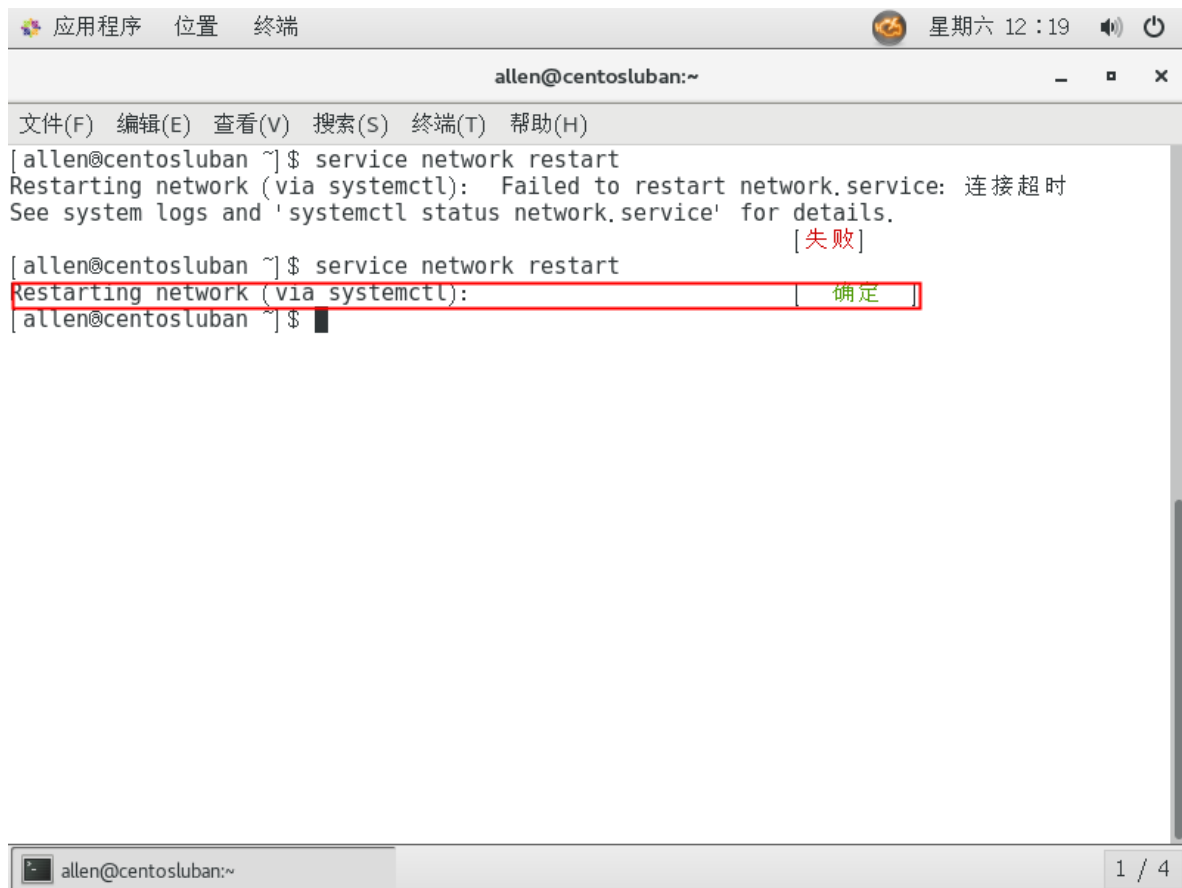 应用程序 位置 终端 星期六 12：19
allen@centosluban:~
文件(F) 编辑(E) 查看(V) 搜索(S) 终端(T) 帮助(H)
[allen@centosluban ~]$ service network restart
Restarting network (via systemctl):  Failed to restart network.service: 连接超时
See system logs and 'systemctl status network.service' for details.
[失败]
[allen@centosluban ~]$ service network restart
Restarting network (via systemctl): [  确定  ]
[allen@centosluban ~]$
allen@centosluban:~ 1 / 4